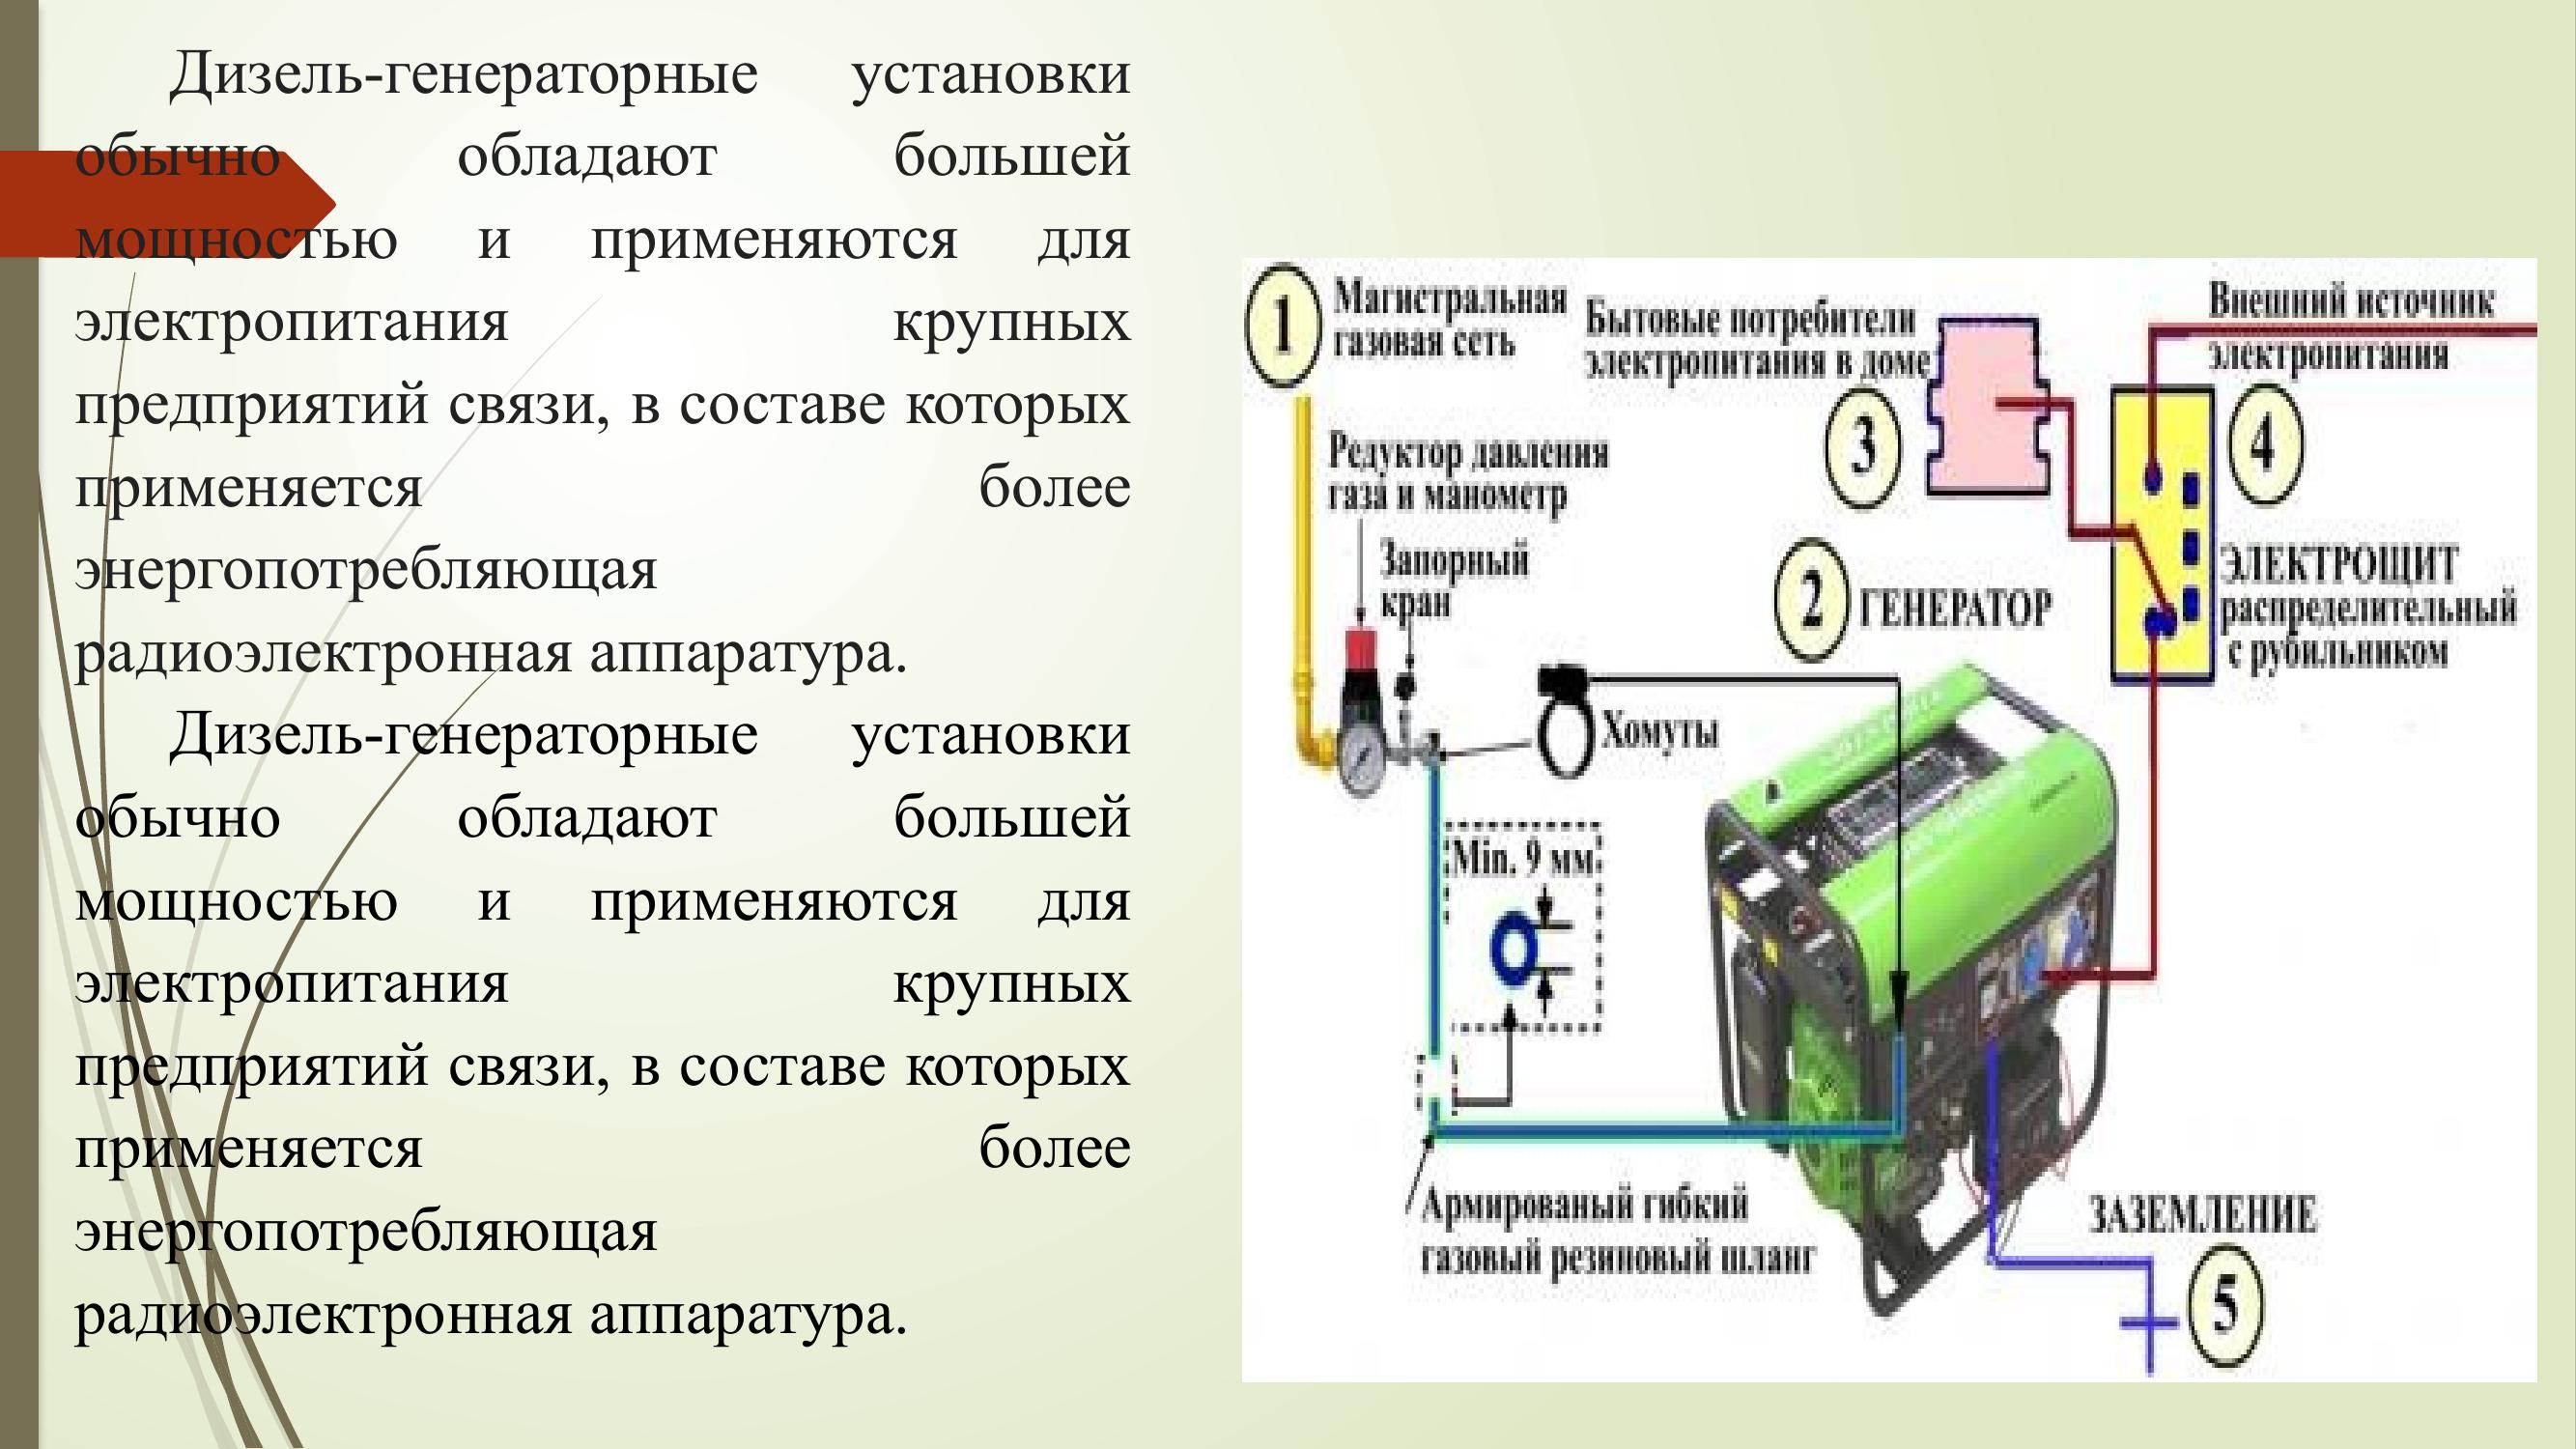 Дизель-генераторные установки
обычно обладают большей
мощностью и применяются для
электропитания крупных
предприятий связи, в составе которых
применяется более
энергопотребляющая
радиоэлектронная аппаратура.
Дизель-генераторные установки
обычно обладают большей
мощностью и применяются для
электропитания крупных
предприятий связи, в составе которых
применяется более
энергопотребляющая
радиоэлектронная аппаратура.
1
Магистральная
газовая сеть
Бытовые потребители
электропитания в доме
3
Внешний источник
электропитания
4
Редуктор давления
газа и манометр
Запорный
кран
2
ГЕНЕРАТОР
ЭЛЕКТРОЩИТ
распределительный
с рубильником
Хомуты
Min. 9 мм
Армированый гибкий
газовый резиновый шланг
ЗАЗЕМЛЕНИЕ
5